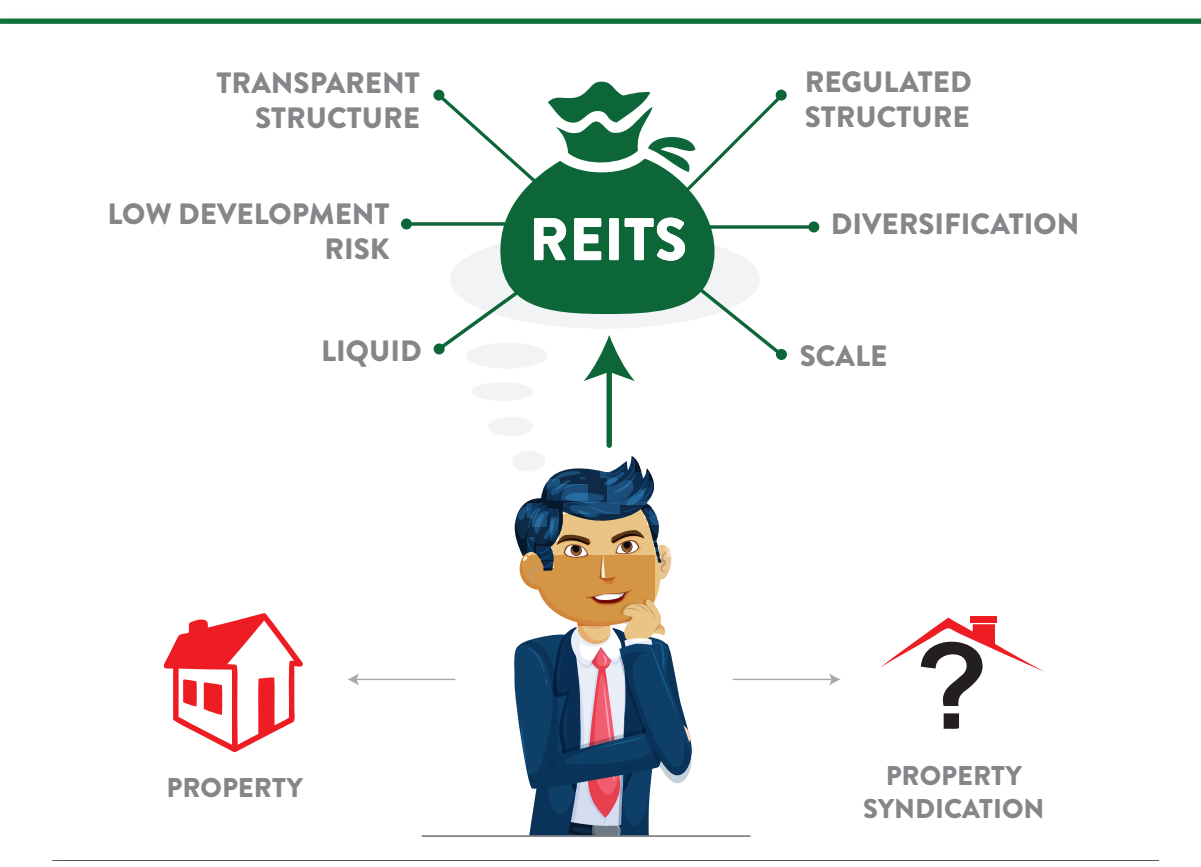 TRANSPARENT
STRUCTURE
REGULATED
STRUCTURE
LOW DEVELOPMENT
RISK
REITS
DIVERSIFICATION
LIQUID
SCALE
?
PROPERTY
PROPERTY
SYNDICATION